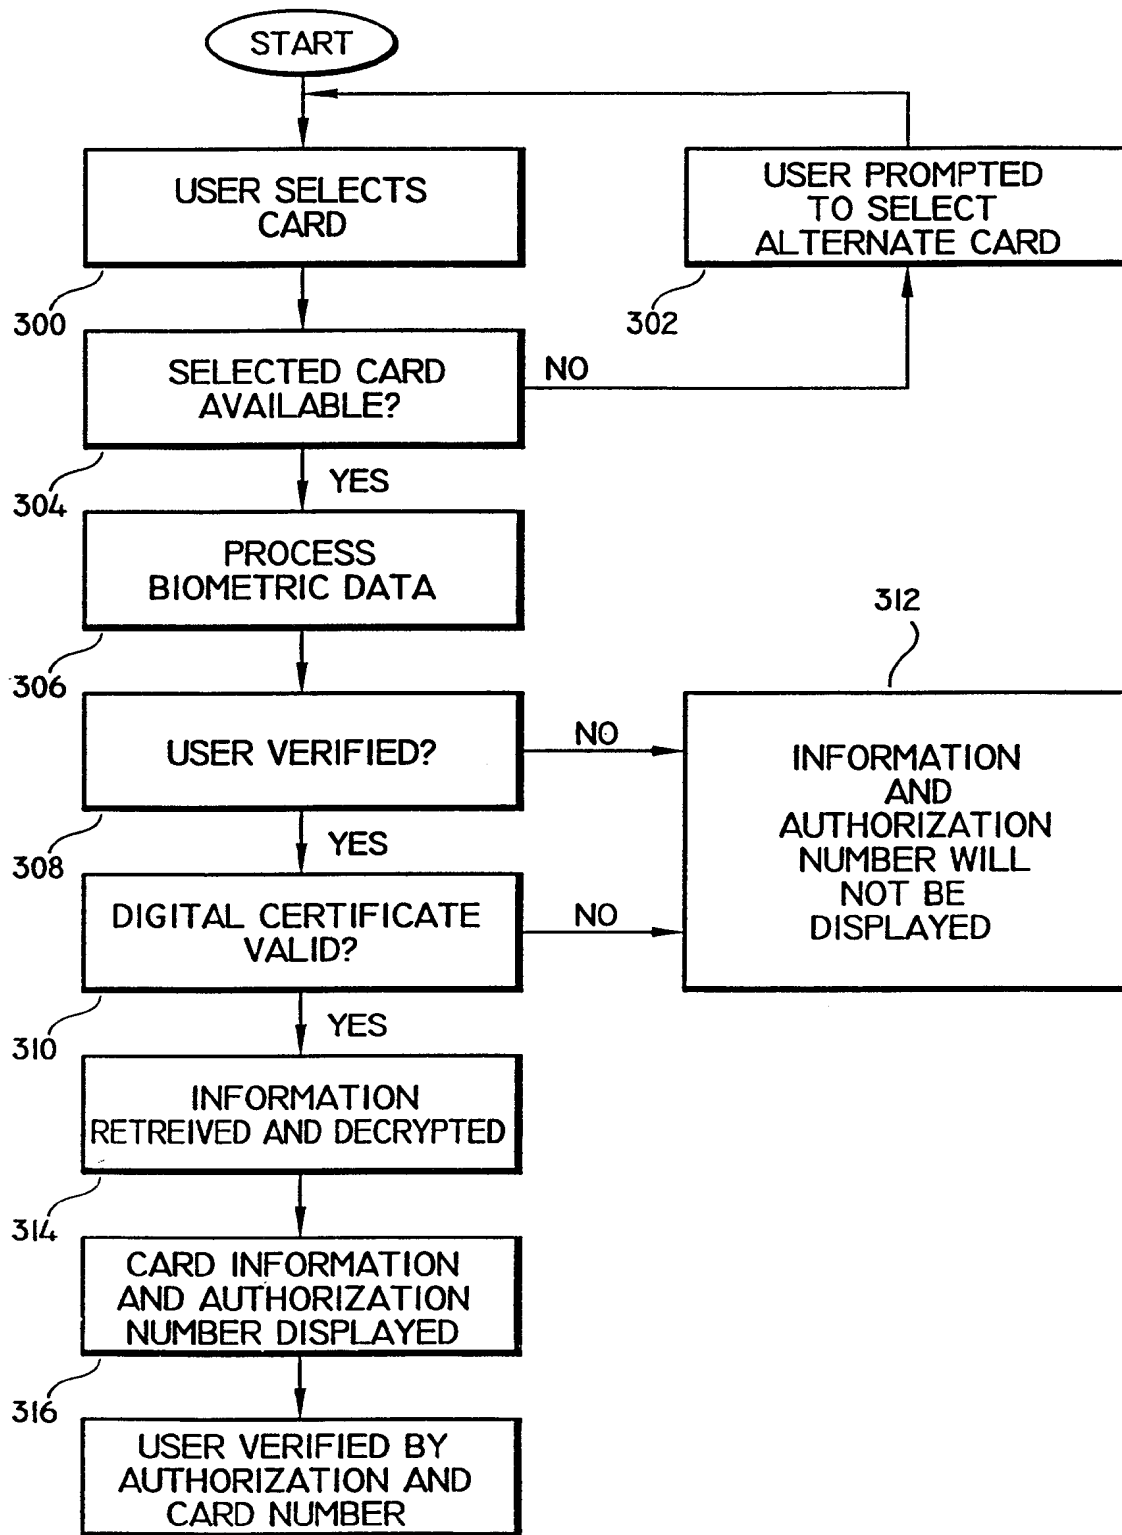 START
USER SELECTS
CARD
300
USER PROMPTED
TO SELECT
ALTERNATE CARD
302
SELECTED CARD
AVAILABLE?
NO
304
YES
PROCESS
BIOMETRIC DATA
306
312
USER VERIFIED?
NO
INFORMATION
AND
AUTHORIZATION
NUMBER WILL
NOT BE
DISPLAYED
308
YES
DIGITAL CERTIFICATE
VALID?
NO
310
YES
INFORMATION
RETREIVED AND DECRYPTED
314
CARD INFORMATION
AND AUTHORIZATION
NUMBER DISPLAYED
316
USER VERIFIED BY
AUTHORIZATION AND
CARD NUMBER